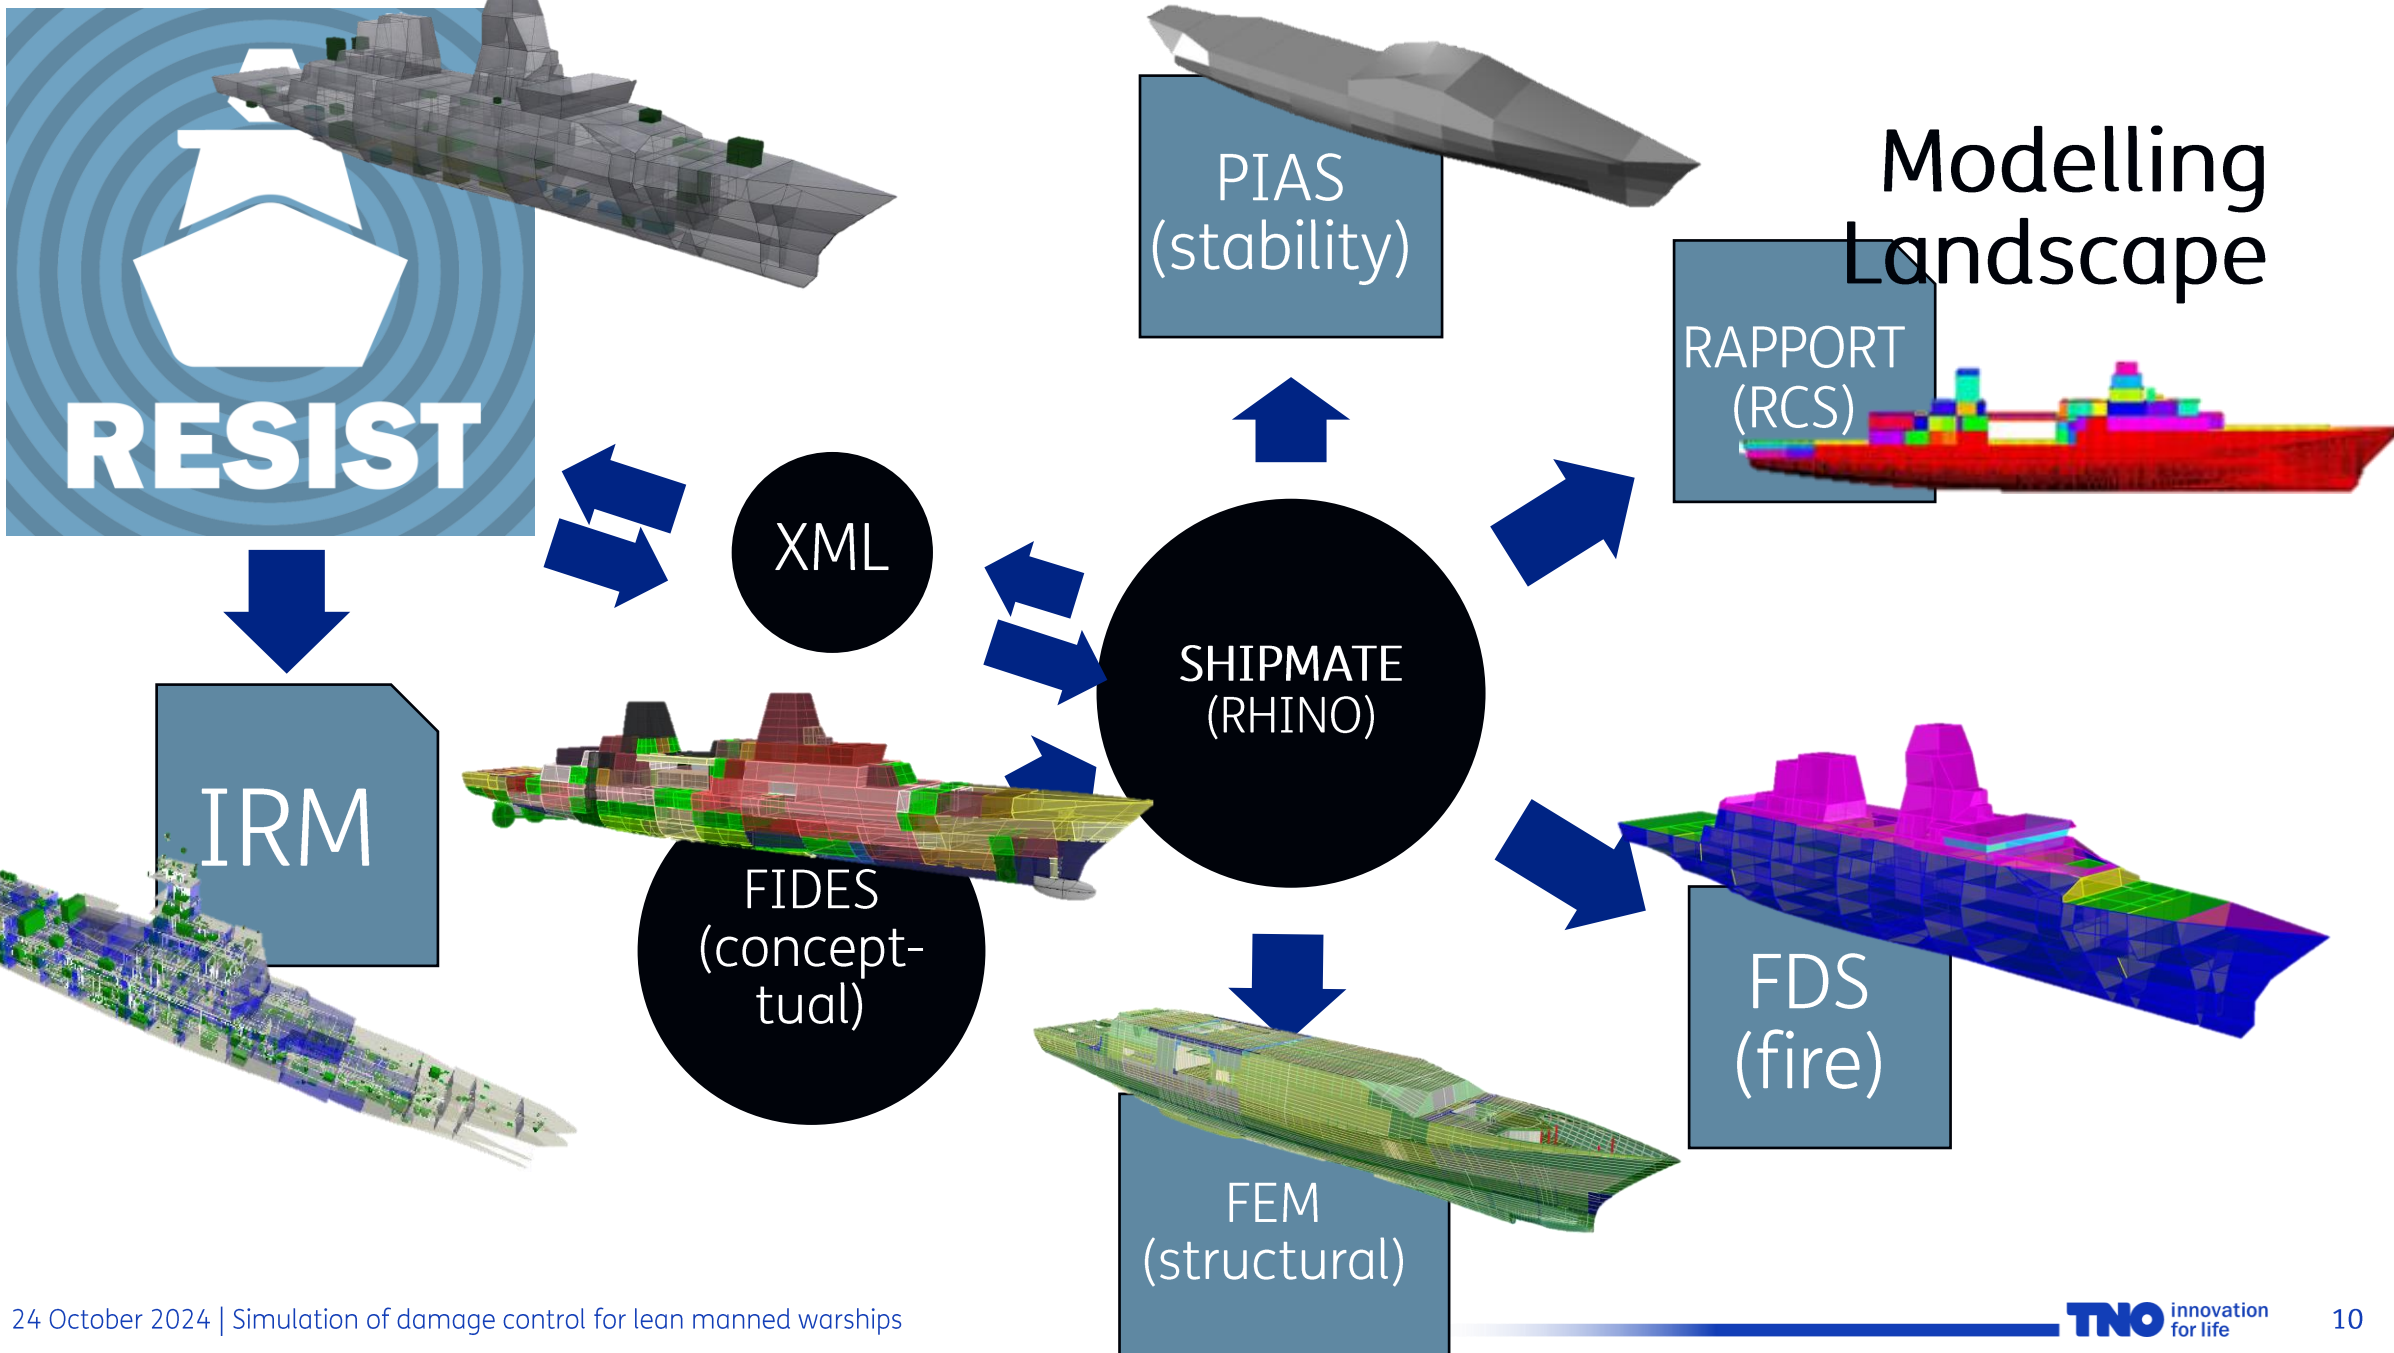 Modelling
Landscape
PIAS
(stability)
RAPPORT
(RCS)
RESIST
XML
SHIPMATE
(RHINO)
IRM
FIDES
(concept-
tual)
FDS
(fire)
FEM
(structural)
24 October 2024 | Simulation of damage control for lean manned warships
TNO innovation
for life
10